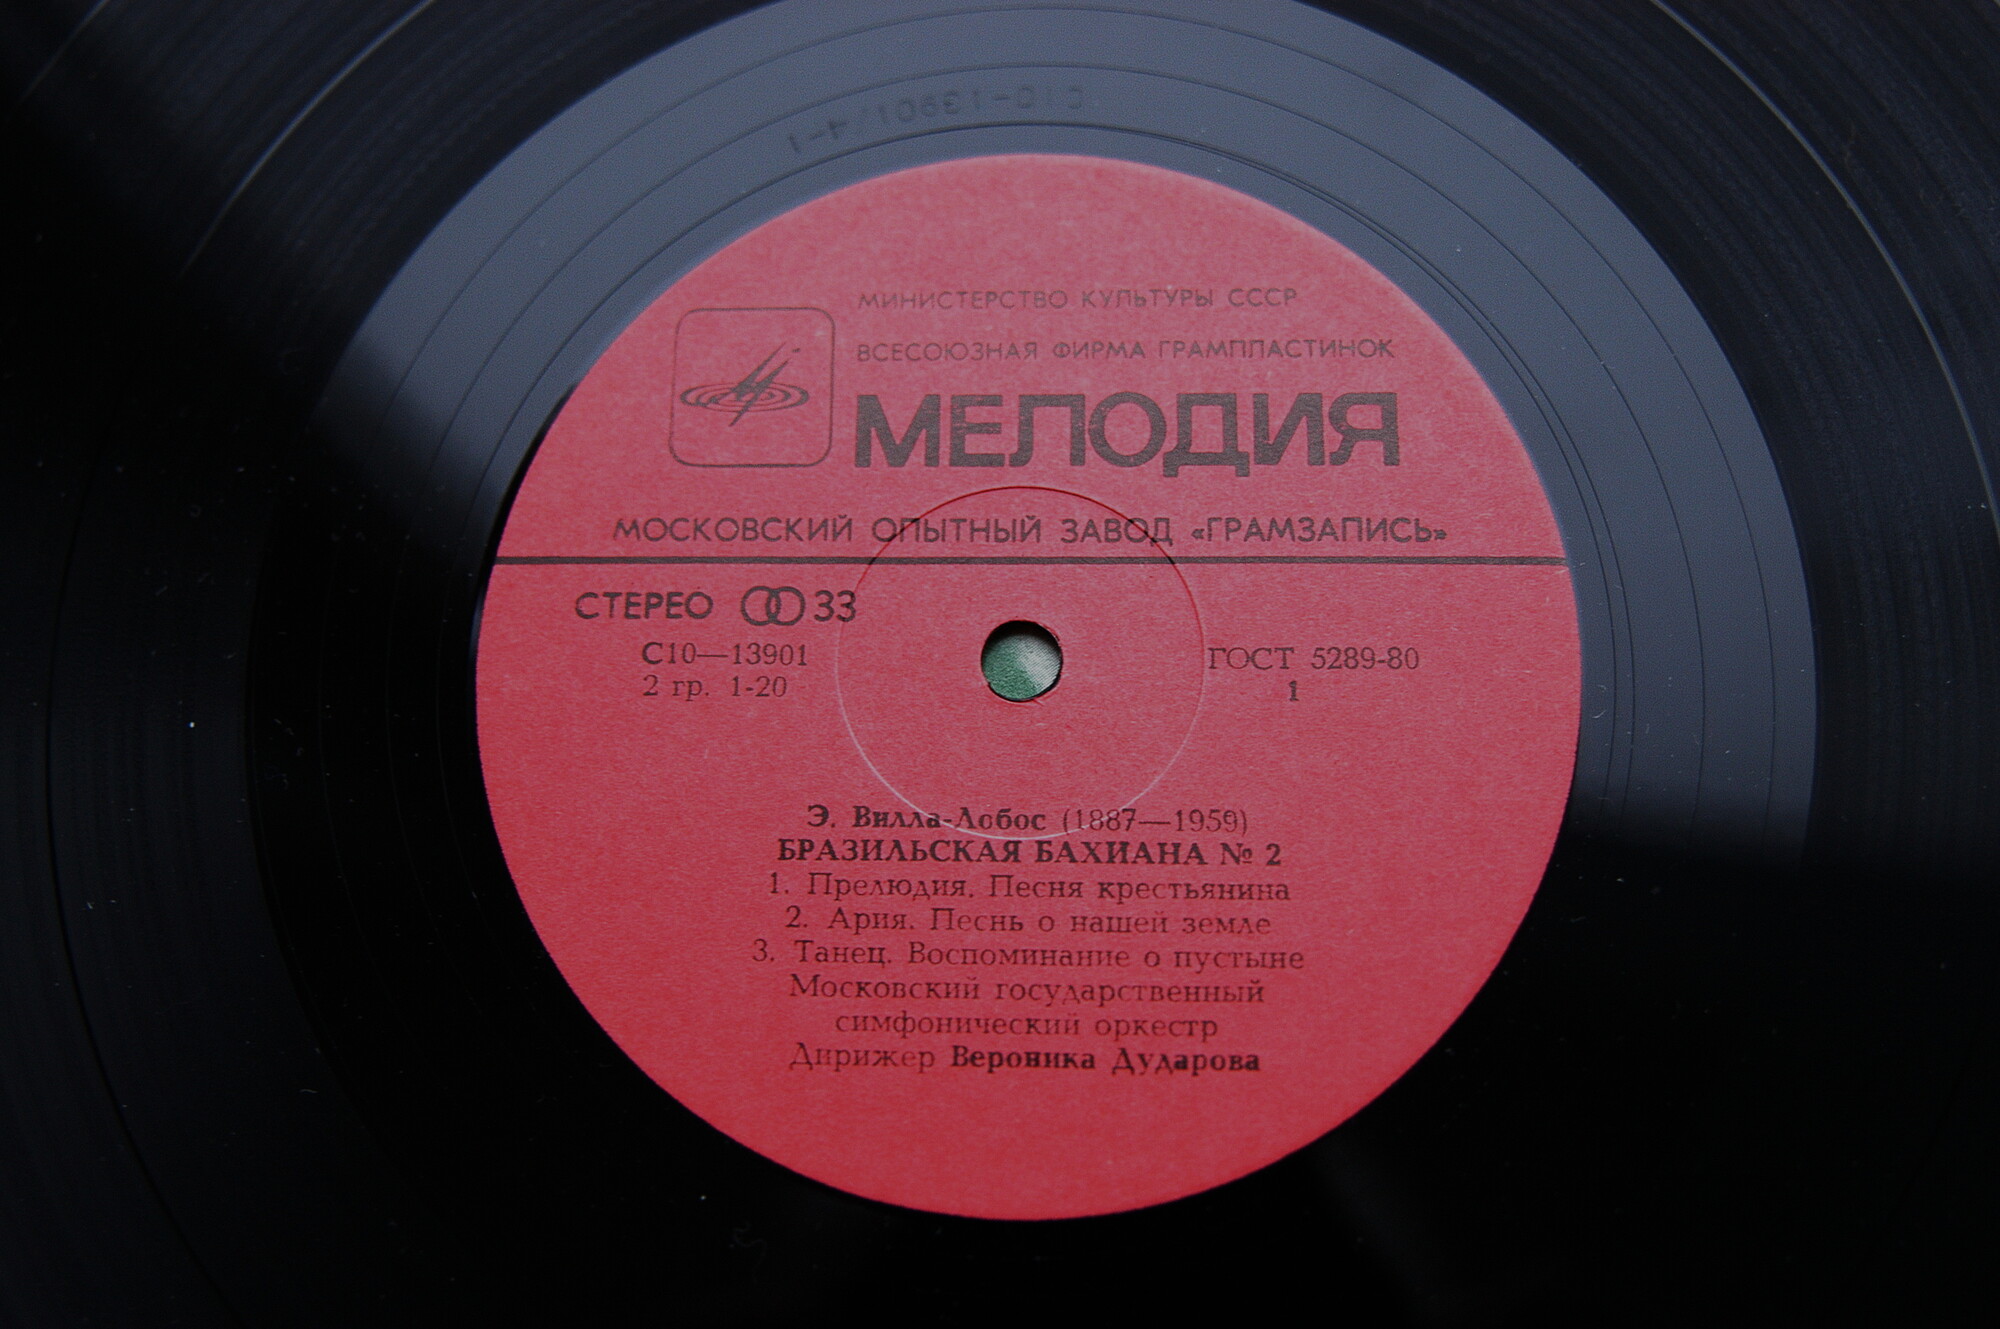 С10-13901/4-1
МИНИСТЕРСТВО КУЛЬТУРЫ СССР
ВСЕСОЮЗНАЯ ФИРМА ГРАМПЛАСТИНОК
МЕЛОДИЯ
МОСКОВСКИЙ ОПЫТНЫЙ ЗАВОД «ГРАМЗАПИСЬ»
СТЕРЕО 33
С10—13901
2 гр. 1-20
ГОСТ 5289-80
1
Э. Вилла-Лобос (1887—1959)
БРАЗИЛЬСКАЯ БАХИАНА № 2
1. Прелюдия. Песня крестьянина
2. Ария. Песнь о нашей земле
3. Танец. Воспоминание о пустыне
Московский государственный
симфонический оркестр
Дирижер Вероника Дударова